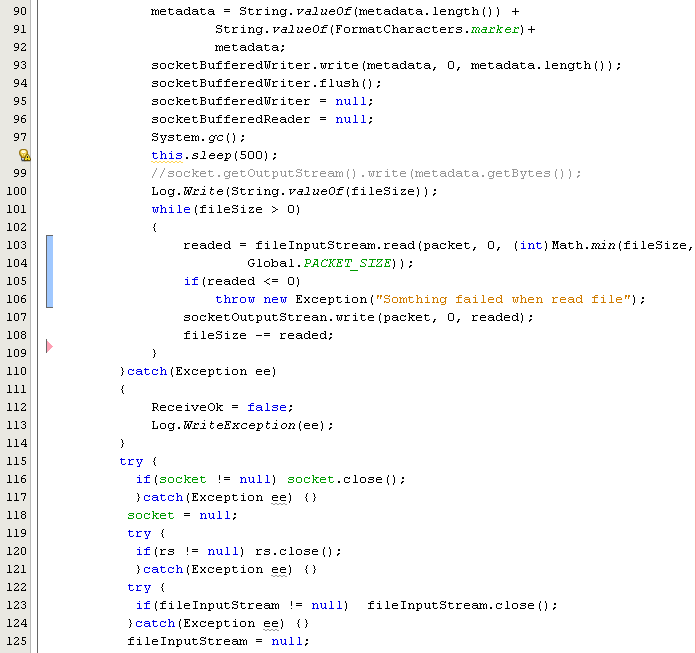 90 metadata = String.valueOf(metadata.length()) +
91 String.valueOf(FormatCharacters.marker)+
92 metadata;
93 socketBufferedWriter.write(metadata, 0, metadata.length());
94 socketBufferedWriter.flush();
95 socketBufferedWriter = null;
96 socketBufferedReader = null;
97 System.gc();
this.sleep(500);
99 //socket.getOutputStream().write(metadata.getBytes());
100 Log.Write(String.valueOf(fileSize));
101 while(fileSize > 0)
102 {
103 readed = fileInputStream.read(packet, 0, (int)Math.min(fileSize,
104 Global.PACKET_SIZE));
105 if(readed <= 0)
106 throw new Exception("Somthing failed when read file");
107 socketOutputStrean.write(packet, 0, readed);
108 fileSize -= readed;
109 }
110 }catch(Exception ee)
111 {
112 ReceiveOk = false;
113 Log.WriteException(ee);
114 }
115 try {
116 if(socket != null) socket.close();
117 }catch(Exception ee) {}
118 socket = null;
119 try {
120 if(rs != null) rs.close();
121 }catch(Exception ee) {}
122 try {
123 if(fileInputStream != null) fileInputStream.close();
124 }catch(Exception ee) {}
125 fileInputStream = null;